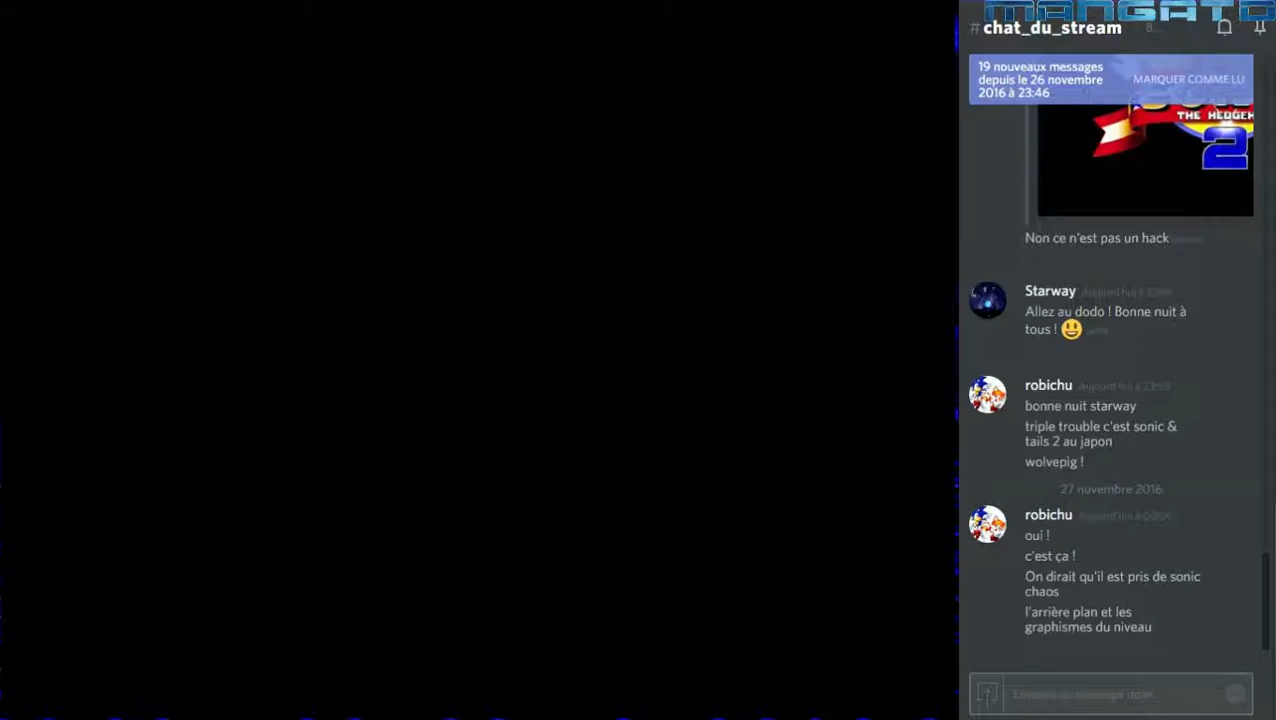 MANGATD
# chat_du_stream
19 nouveaux messages
depuis le 26 novembre
2016 à 23:46
MARQUER COMME LU
THE HEDGEH
2
Non ce n'est pas un hack
Starway
Allez au dodo ! Bonne nuit à
tous !
robichu
bonne nuit starway
triple trouble c'est sonic &
tails 2 au japon
wolvepig !
27 novembre 2016
robichu
oui !
c'est ça !
On dirait qu'il est pris de sonic
chaos
l'arrière plan et les
graphismes du niveau